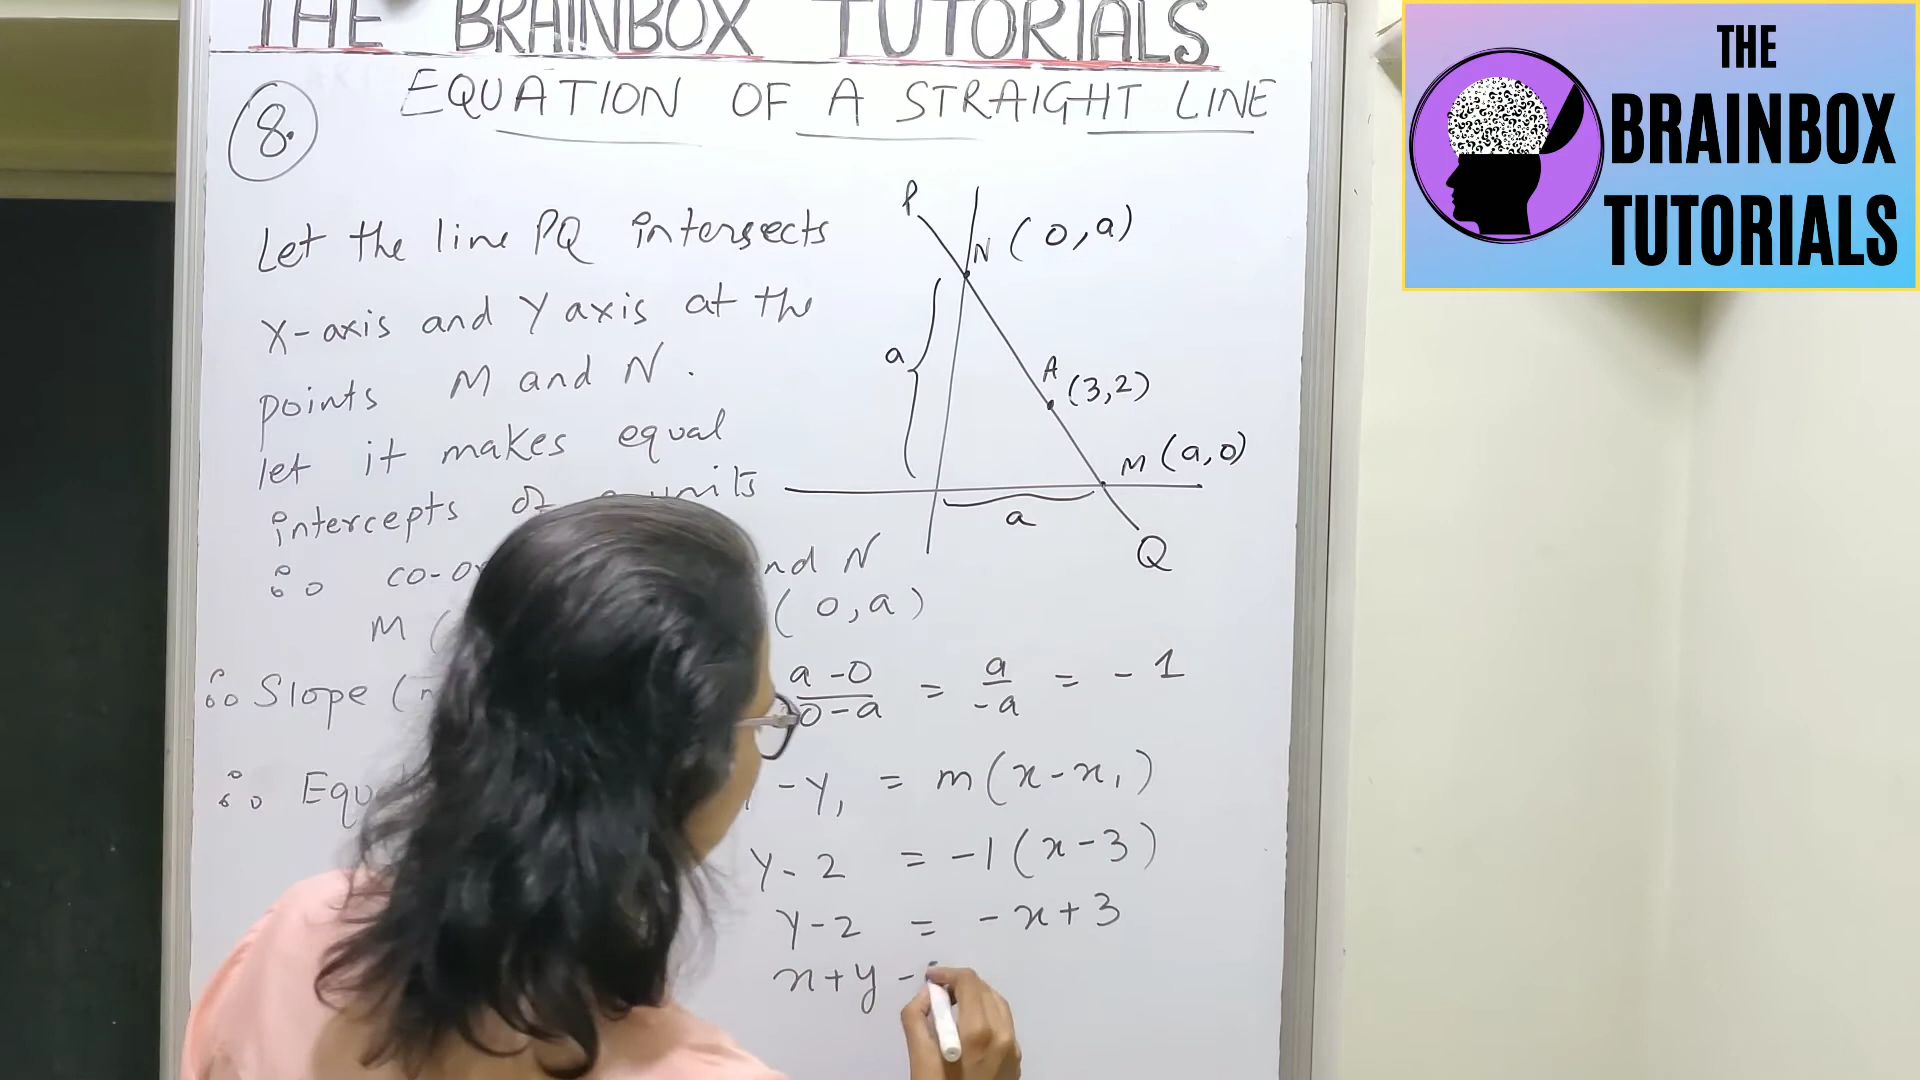 THE BRAINBOX TUTORIALS
EQUATION OF A STRAIGHT LINE
8.
Let the line PQ intersects
X-axis and Y axis at the
points M and N.
let it makes equal
intercepts of units
co-or nd N
M ( ( 0, a )
∴ Slope ( a - 0 / 0 - a = a / -a = - 1
∴ Equ - y₁ = m(x - x₁)
y - 2 = -1(x - 3)
y - 2 = - x + 3
x + y -
P
N (0, a)
a
A (3,2)
M (a, 0)
a
Q
THE
BRAINBOX
TUTORIALS